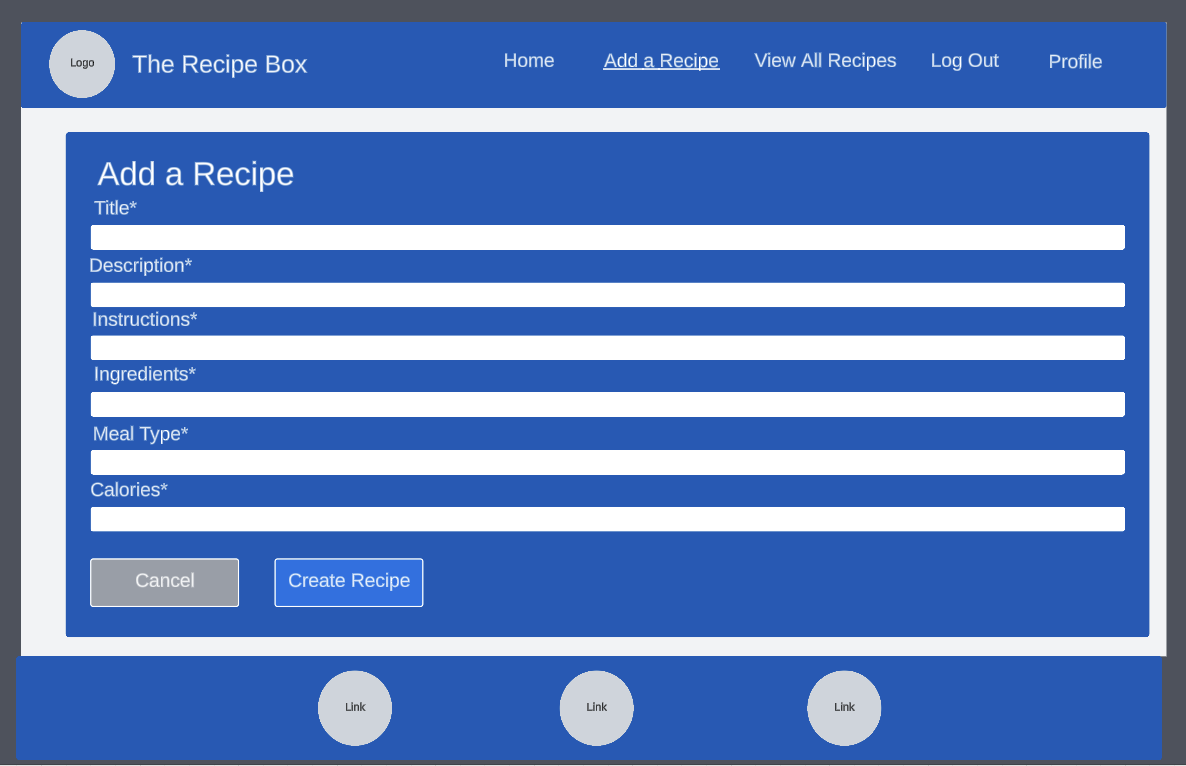 Logo
The Recipe Box
Home
Add a Recipe
View All Recipes
Log Out
Profile
Add a Recipe
Title*
Description*
Instructions*
Ingredients*
Meal Type*
Calories*
Cancel
Create Recipe
Link
Link
Link